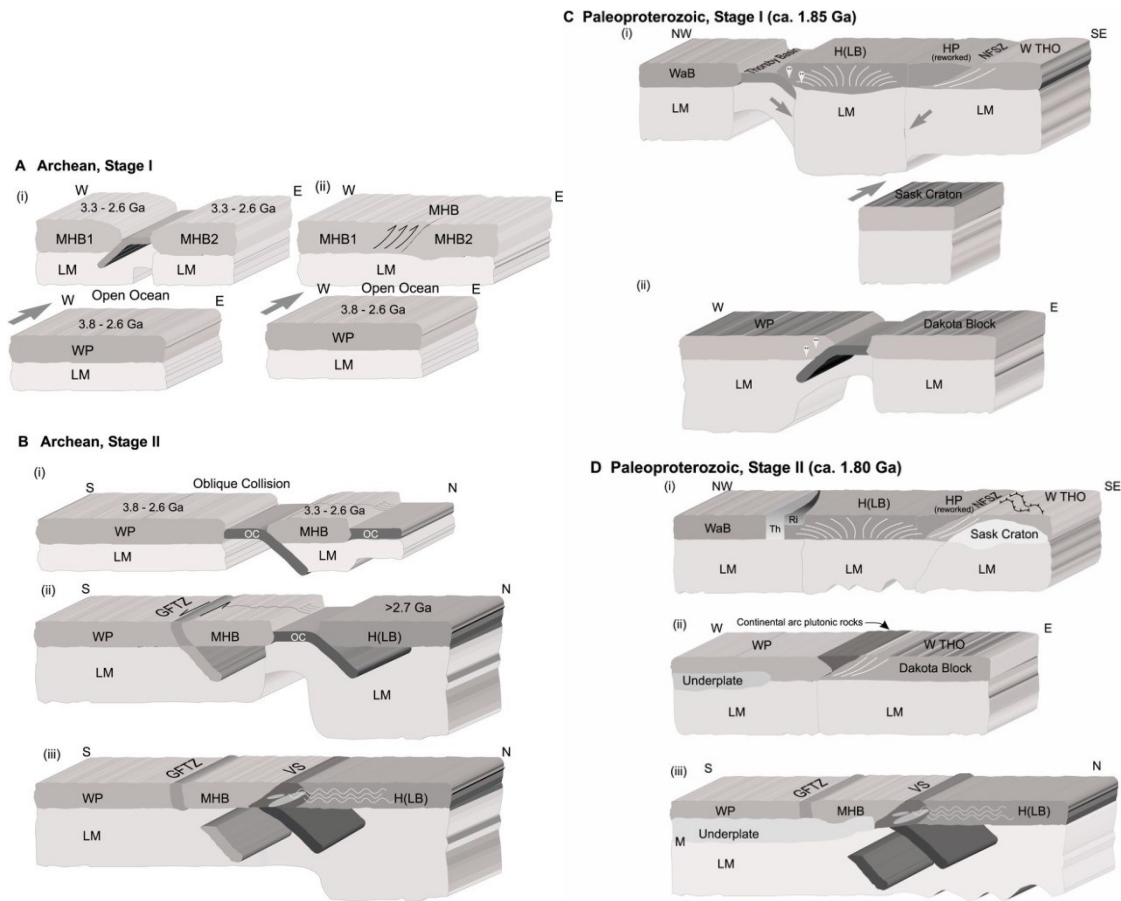 A Archean, Stage I
(i)
W
E
3.3 - 2.6 Ga
3.3 - 2.6 Ga
MHB1
MHB2
LM
LM
W
Open Ocean
E
3.8 - 2.6 Ga
WP
LM
(ii)
W
E
MHB
MHB1
MHB2
LM
W
Open Ocean
E
3.8 - 2.6 Ga
WP
LM
B Archean, Stage II
(i)
S
Oblique Collision
N
3.8 - 2.6 Ga
3.3 - 2.6 Ga
WP
OC
MHB
OC
LM
LM
(ii)
S
N
GFTZ
>2.7 Ga
WP
MHB
OC
H(LB)
LM
LM
(iii)
S
N
GFTZ
VS
WP
MHB
H(LB)
LM
C Paleoproterozoic, Stage I (ca. 1.85 Ga)
(i)
NW
SE
Thorsby Basin
H(LB)
HP
(reworked)
NFSZ
W THO
WaB
LM
LM
LM
Sask Craton
(ii)
W
E
WP
Dakota Block
LM
LM
D Paleoproterozoic, Stage II (ca. 1.80 Ga)
(i)
NW
SE
H(LB)
HP
(reworked)
NFSZ
W THO
WaB
Th
Ri
Sask Craton
LM
LM
LM
(ii)
Continental arc plutonic rocks
W
E
WP
W THO
Dakota Block
Underplate
LM
LM
(iii)
S
N
GFTZ
VS
WP
MHB
H(LB)
Underplate
M
LM